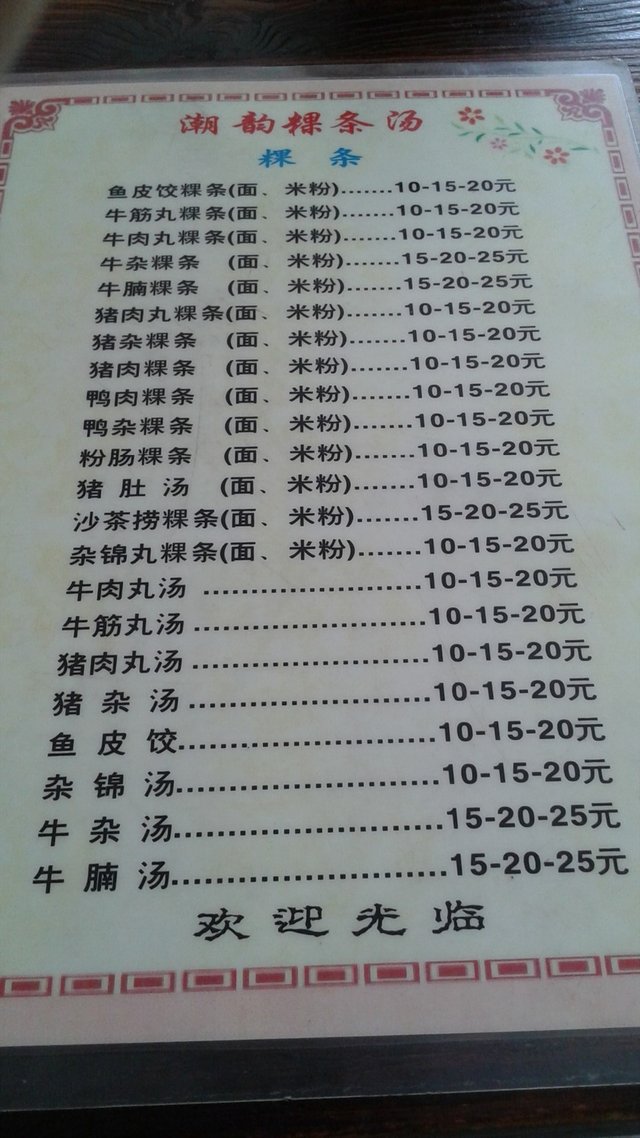 潮韵粿条汤
粿条
鱼皮饺粿条(面、米粉).......10-15-20元
牛筋丸粿条(面、米粉).......10-15-20元
牛肉丸粿条(面、米粉).......10-15-20元
牛杂粿条 (面、米粉).......15-20-25元
牛腩粿条 (面、米粉).......15-20-25元
猪肉丸粿条(面、米粉).......10-15-20元
猪杂粿条 (面、米粉).......10-15-20元
猪肉粿条 (面、米粉).......10-15-20元
鸭肉粿条 (面、米粉).......10-15-20元
鸭杂粿条 (面、米粉).......10-15-20元
粉肠粿条 (面、米粉).......10-15-20元
猪肚汤 (面、米粉).......10-15-20元
沙茶捞粿条(面、米粉).......15-20-25元
杂锦丸粿条(面、米粉).......10-15-20元
牛肉丸汤 ...........................10-15-20元
牛筋丸汤 ............................10-15-20元
猪肉丸汤 ............................10-15-20元
猪杂汤 .............................10-15-20元
鱼皮饺..............................10-15-20元
杂锦汤..............................10-15-20元
牛杂汤..............................15-20-25元
牛腩汤..............................15-20-25元
欢迎光临